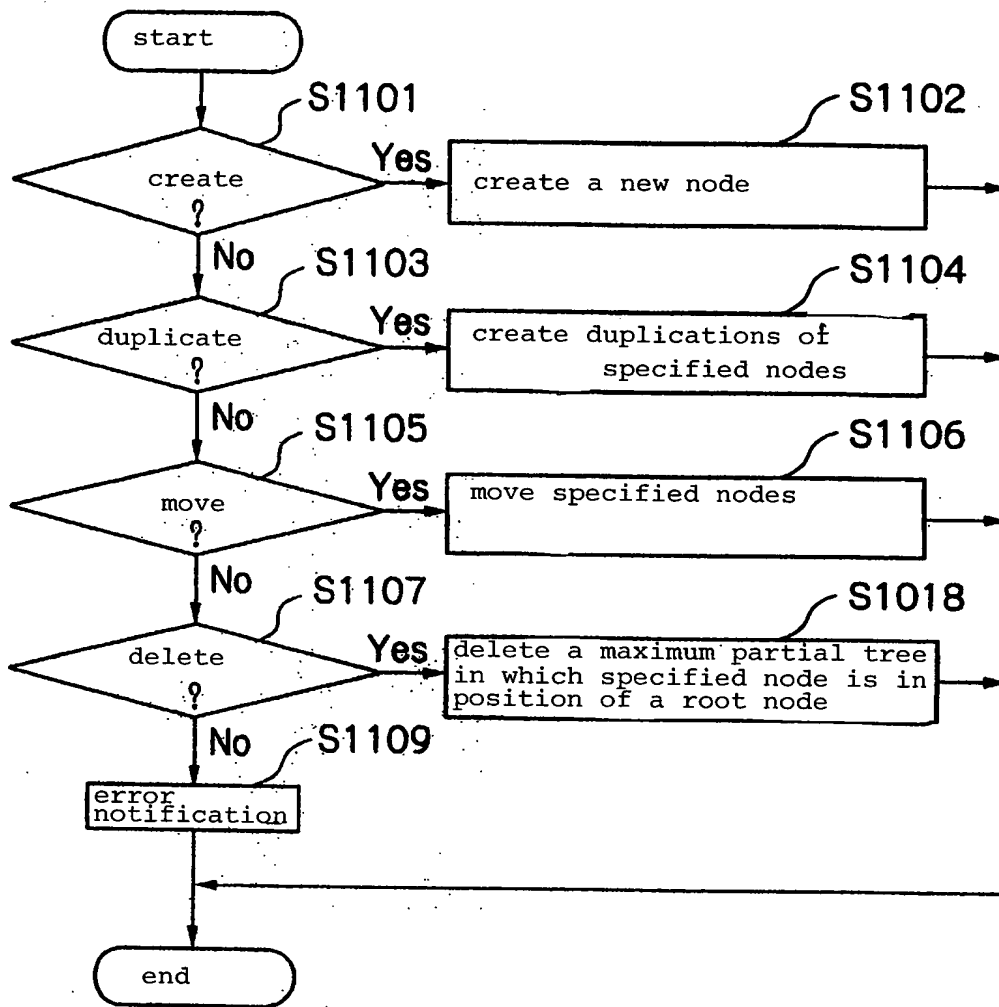 start
S1101
S1102
create
?
Yes
create a new node
No
S1103
S1104
duplicate
?
Yes
create duplications of
specified nodes
No
S1105
S1106
move
?
Yes
move specified nodes
No
S1107
S1018
delete
?
Yes
delete a maximum partial tree
in which specified node is in
position of a root node
No
S1109
error
notification
end